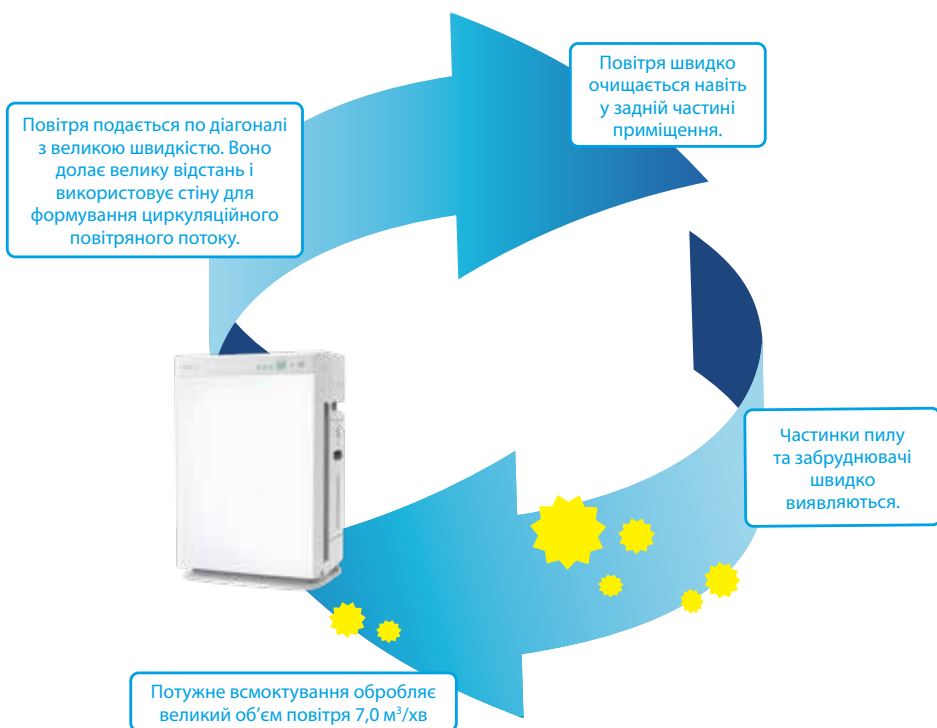 Повітря швидко
очищається навіть
у задній частині
приміщення.
Повітря подається по діагоналі
з великою швидкістю. Воно
долає велику відстань і
використовує стіну для
формування циркуляційного
повітряного потоку.
Частинки пилу
та забруднювачі
швидко
виявляються.
Потужне всмоктування обробляє
великий об’єм повітря 7,0 м³/хв